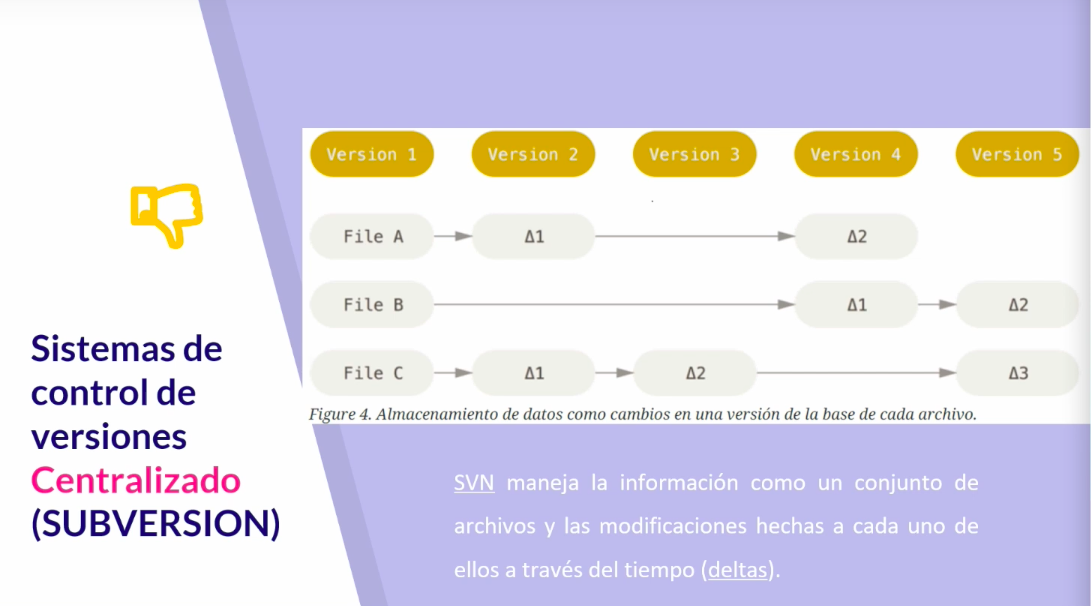 Sistemas de
control de
versiones
Centralizado
(SUBVERSION)
Version 1 Version 2 Version 3 Version 4 Version 5
File A Δ1 Δ2
File B Δ1 Δ2
File C Δ1 Δ2 Δ3
Figure 4. Almacenamiento de datos como cambios en una versión de la base de cada archivo.
SVN maneja la información como un conjunto de
archivos y las modificaciones hechas a cada uno de
ellos a través del tiempo (deltas).